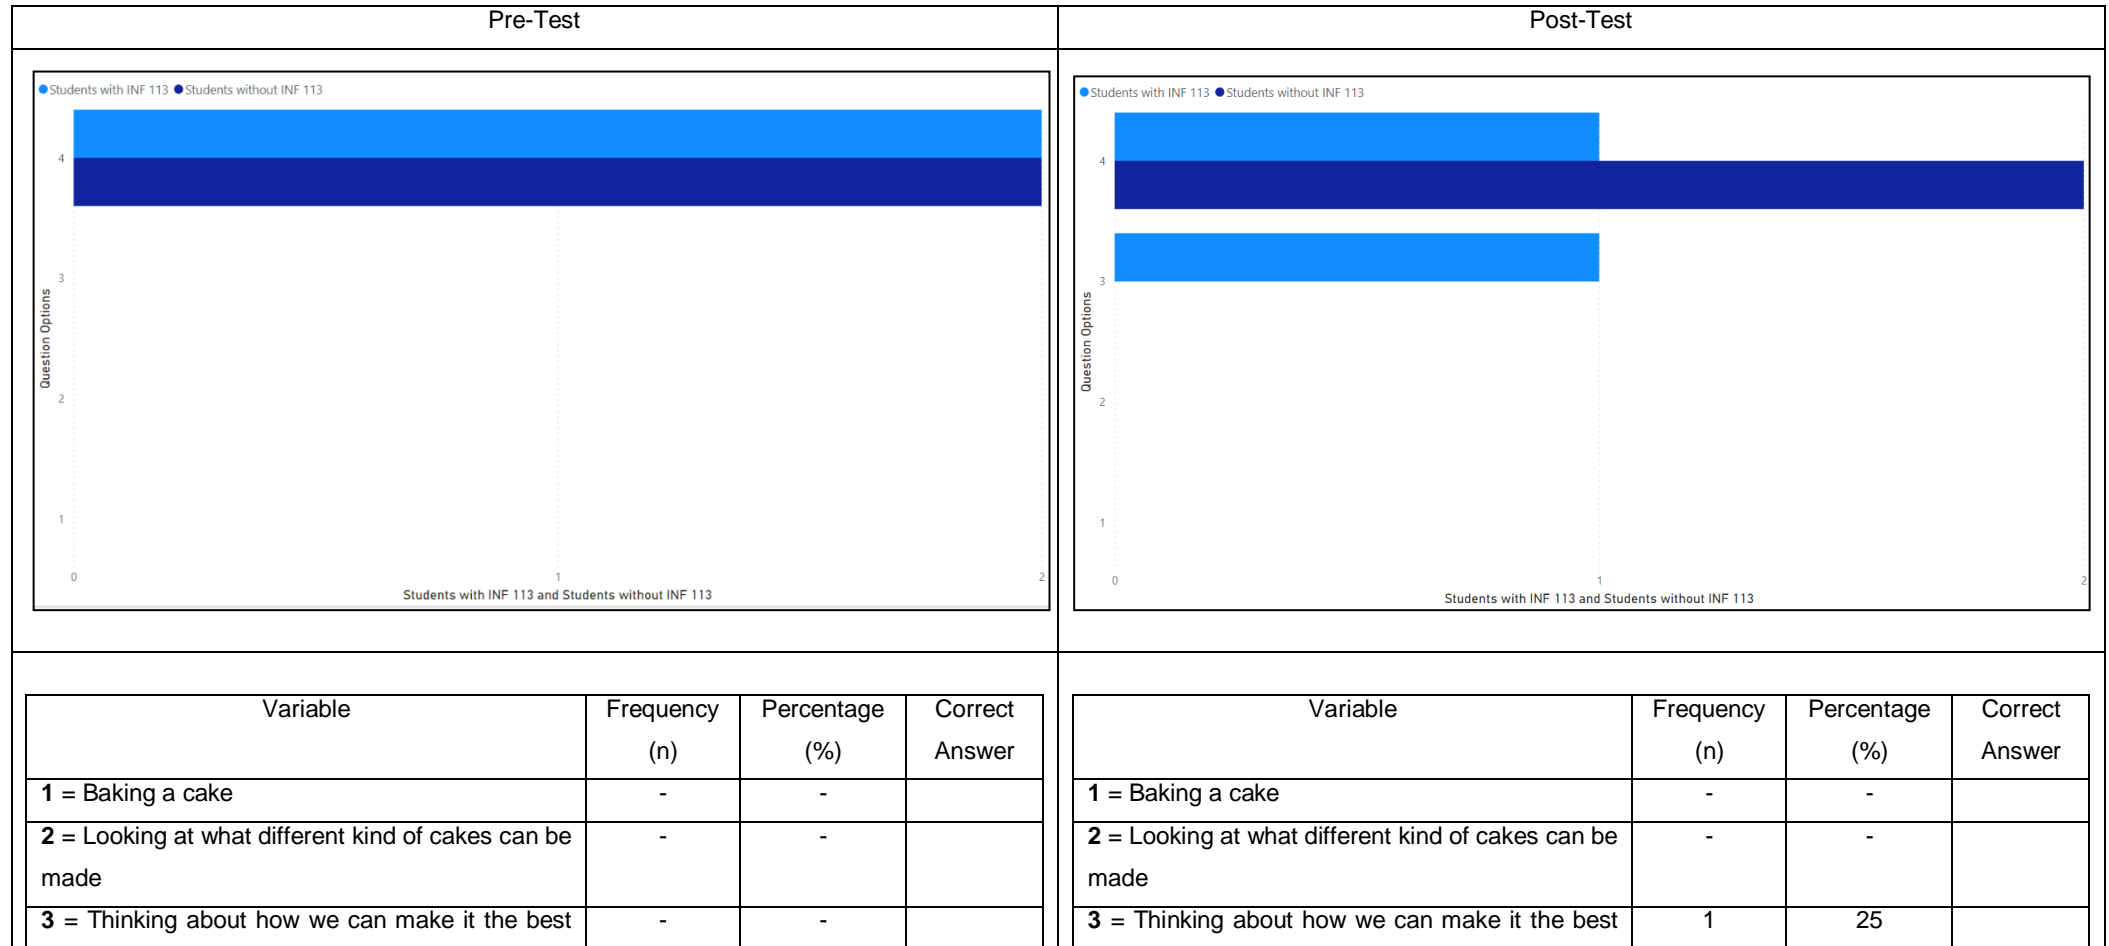 Pre-Test
Post-Test
Students with INF 113 Students without INF 113
4
3
2
1
Question Options
0 1 2
Students with INF 113 and Students without INF 113
Students with INF 113 Students without INF 113
4
3
2
1
Question Options
0 1 2
Students with INF 113 and Students without INF 113
Variable Frequency (n) Percentage (%) Correct Answer
1 = Baking a cake - -
2 = Looking at what different kind of cakes can be
made
- -
3 = Thinking about how we can make it the best - -
Variable Frequency (n) Percentage (%) Correct Answer
1 = Baking a cake - -
2 = Looking at what different kind of cakes can be
made
- -
3 = Thinking about how we can make it the best 1 25